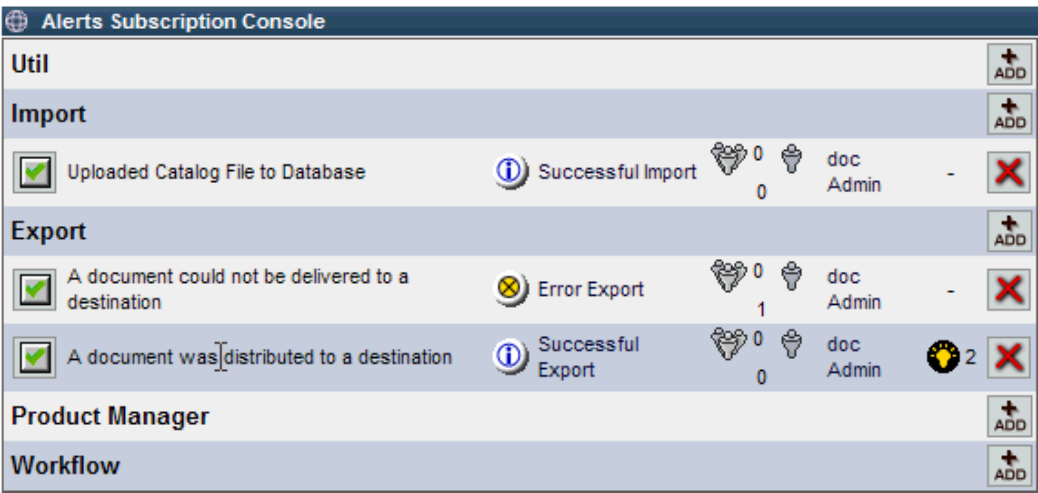 Alerts Subscription Console
Util
ADD
Import
ADD
Uploaded Catalog File to Database
Successful Import
0
0
doc
Admin
-
Export
ADD
A document could not be delivered to a
destination
Error Export
0
1
doc
Admin
-
A document was distributed to a destination
Successful
Export
0
0
doc
Admin
2
Product Manager
ADD
Workflow
ADD